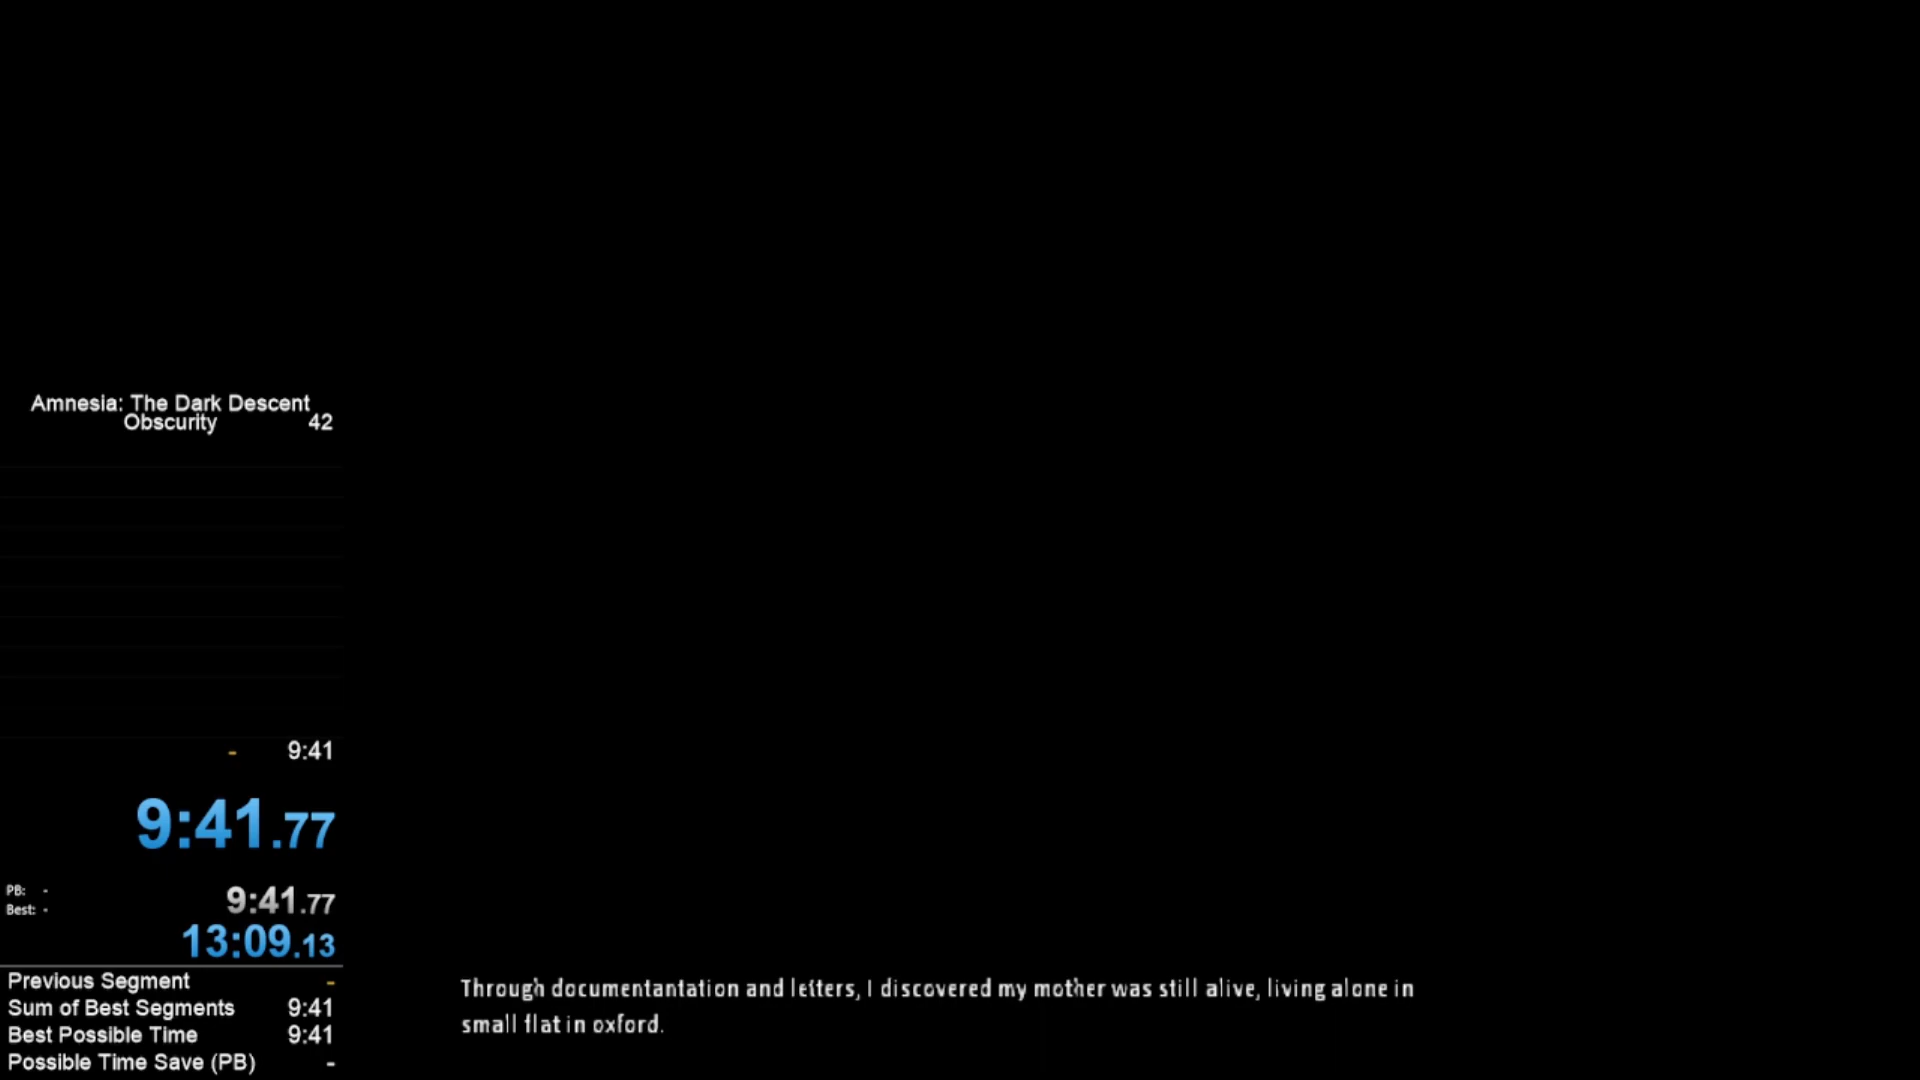 Amnesia: The Dark Descent
Obscurity 42
- 9:41
9:41.77
PB: - 9:41.77
Best: -
13:09.13
Previous Segment -
Sum of Best Segments 9:41
Best Possible Time 9:41
Possible Time Save (PB) -
Through documentantation and letters, I discovered my mother was still alive, living alone in
small flat in oxford.